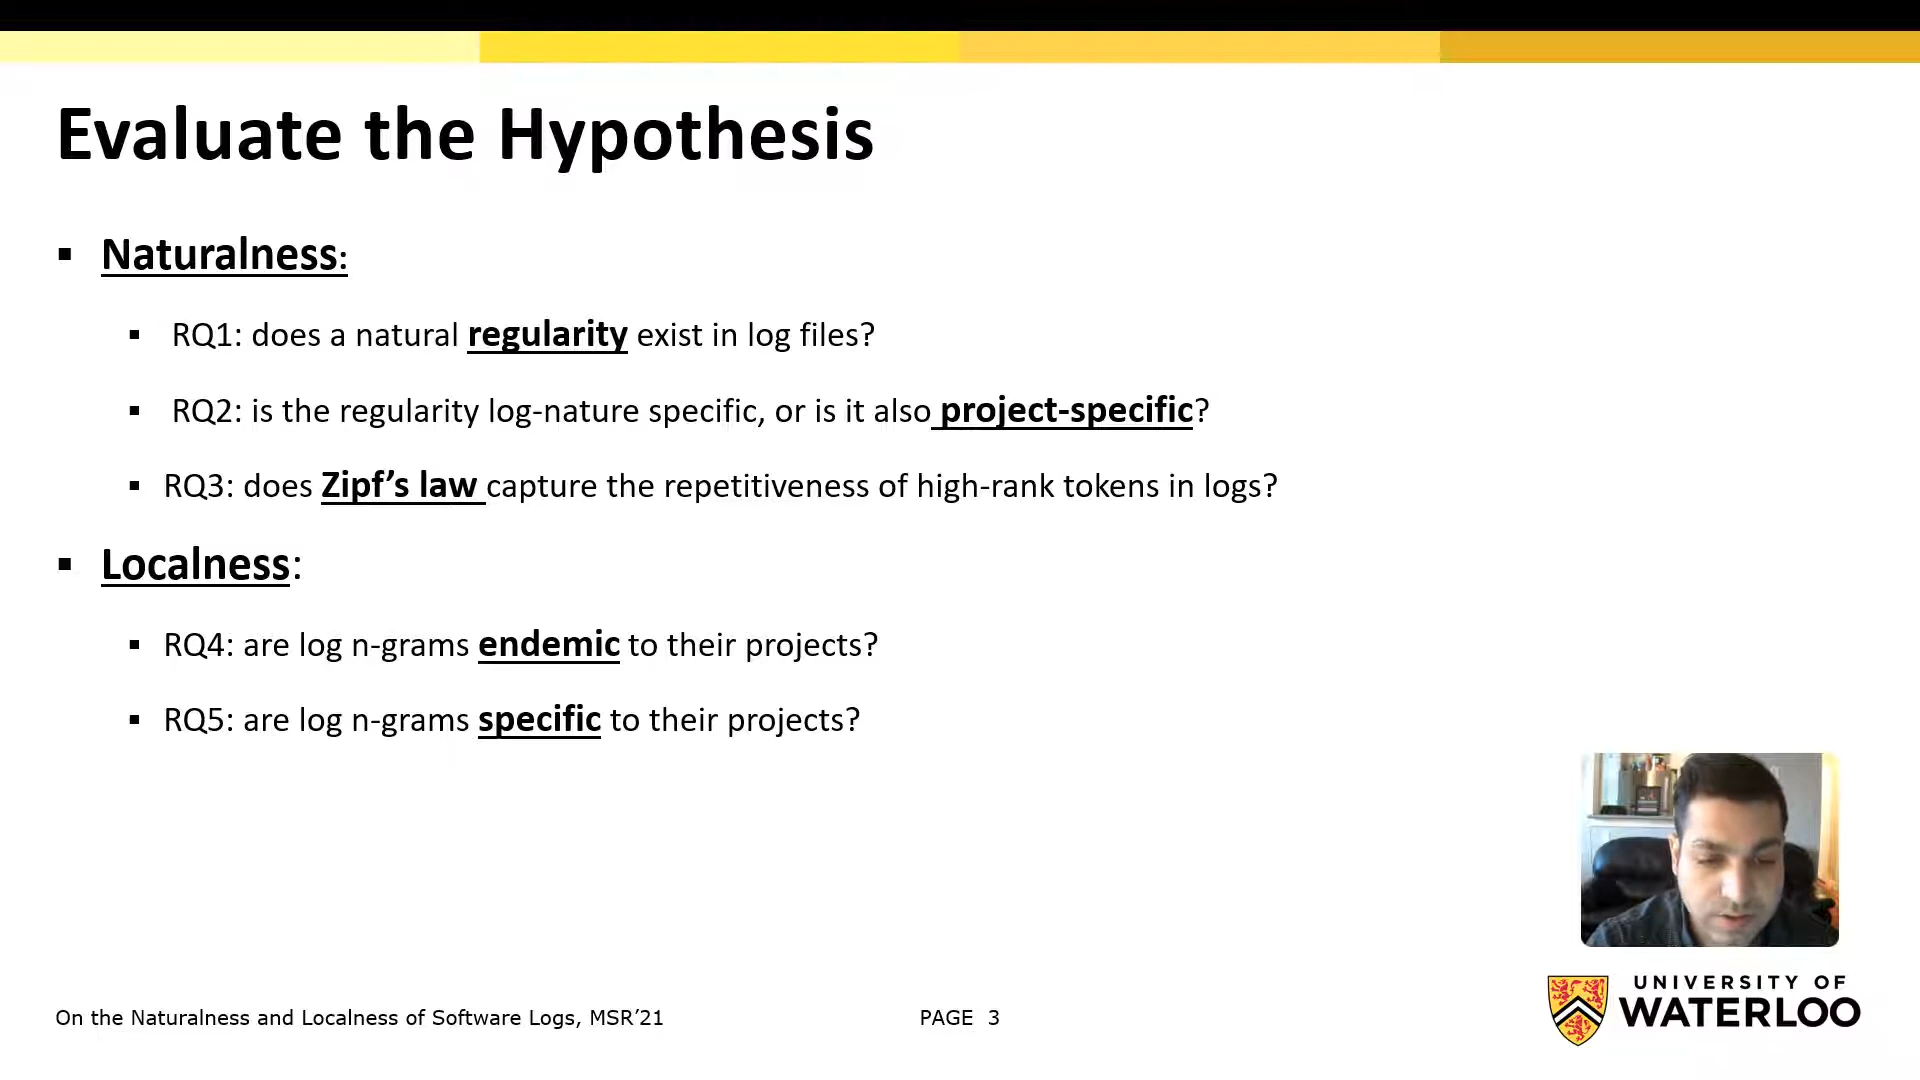 Evaluate the Hypothesis
▪ Naturalness:
▪ RQ1: does a natural regularity exist in log files?
▪ RQ2: is the regularity log-nature specific, or is it also project-specific?
▪ RQ3: does Zipf’s law capture the repetitiveness of high-rank tokens in logs?
▪ Localness:
▪ RQ4: are log n-grams endemic to their projects?
▪ RQ5: are log n-grams specific to their projects?
On the Naturalness and Localness of Software Logs, MSR’21
PAGE 3
UNIVERSITY OF
WATERLOO